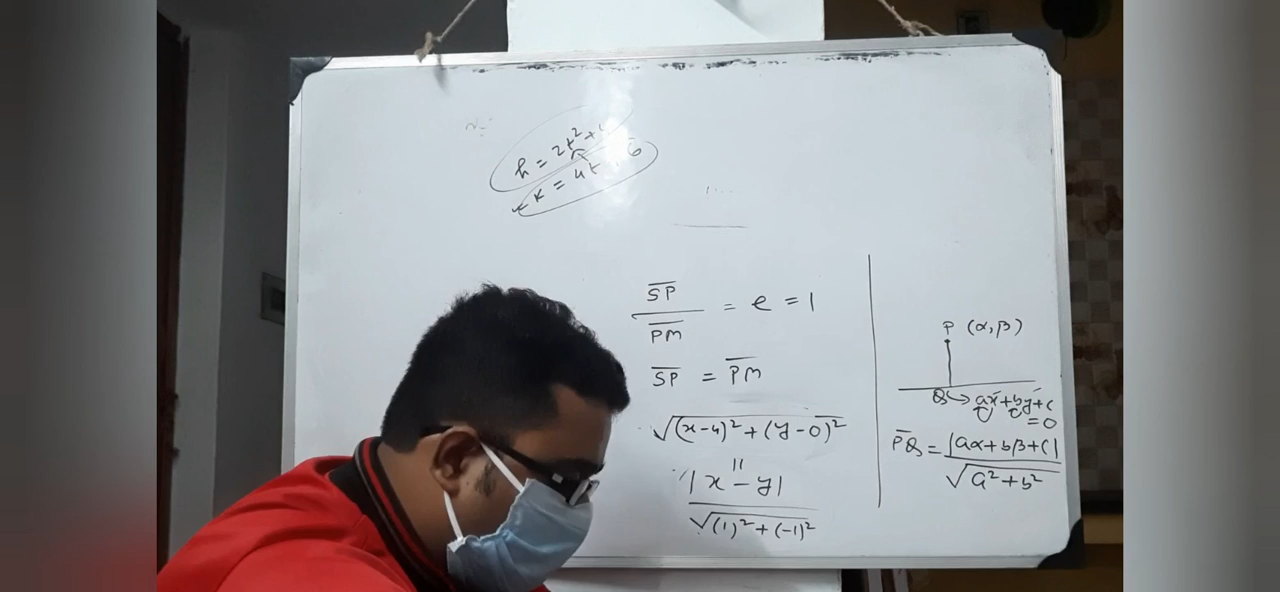 h = 2t² +
k = 4t
SP / PM = e = 1
SP = PM
√(x-4)² + (y-0)²
=
|x - y| / √(1)² + (-1)²
P (α, β)
Q → ax + by + c
= 0
PQ = |aα + bβ + c| / √a² + b²